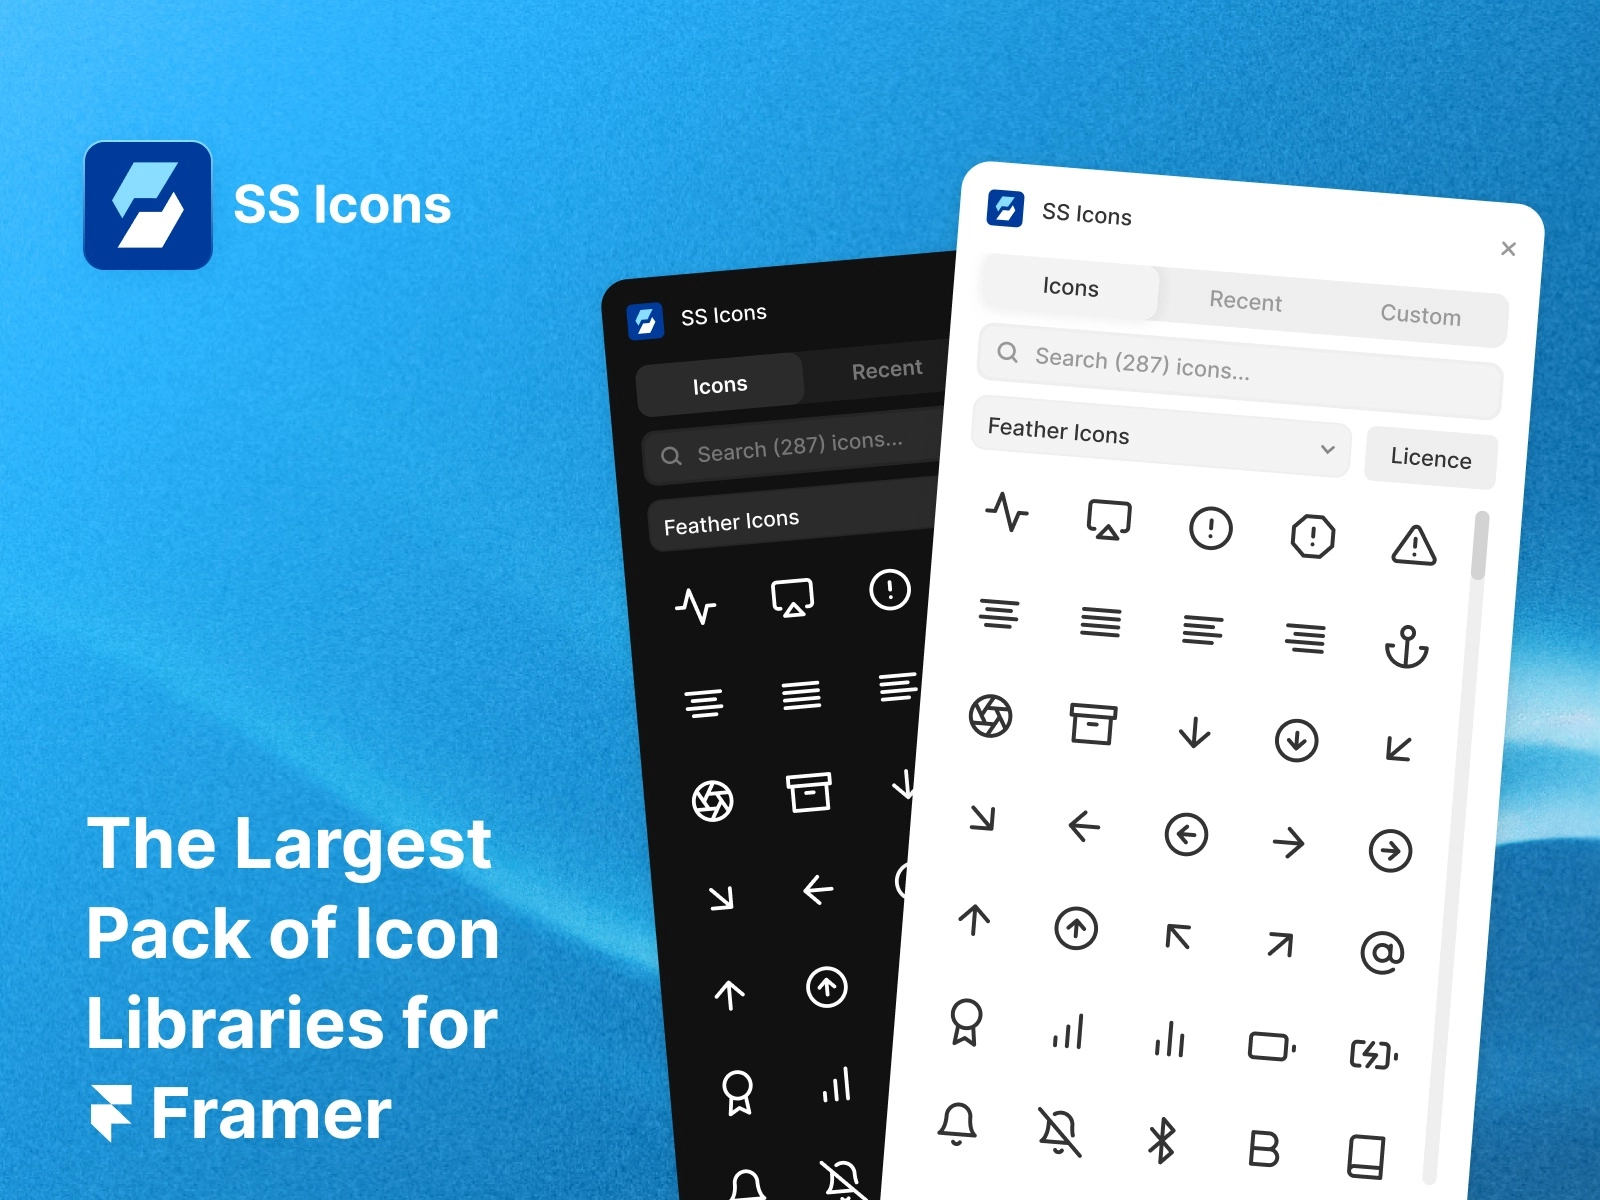 SS Icons
The Largest
Pack of Icon
Libraries for
Framer
SS Icons
Icons
Recent
Search (287) icons...
Feather Icons
SS Icons
Icons
Recent
Custom
Search (287) icons...
Feather Icons
Licence